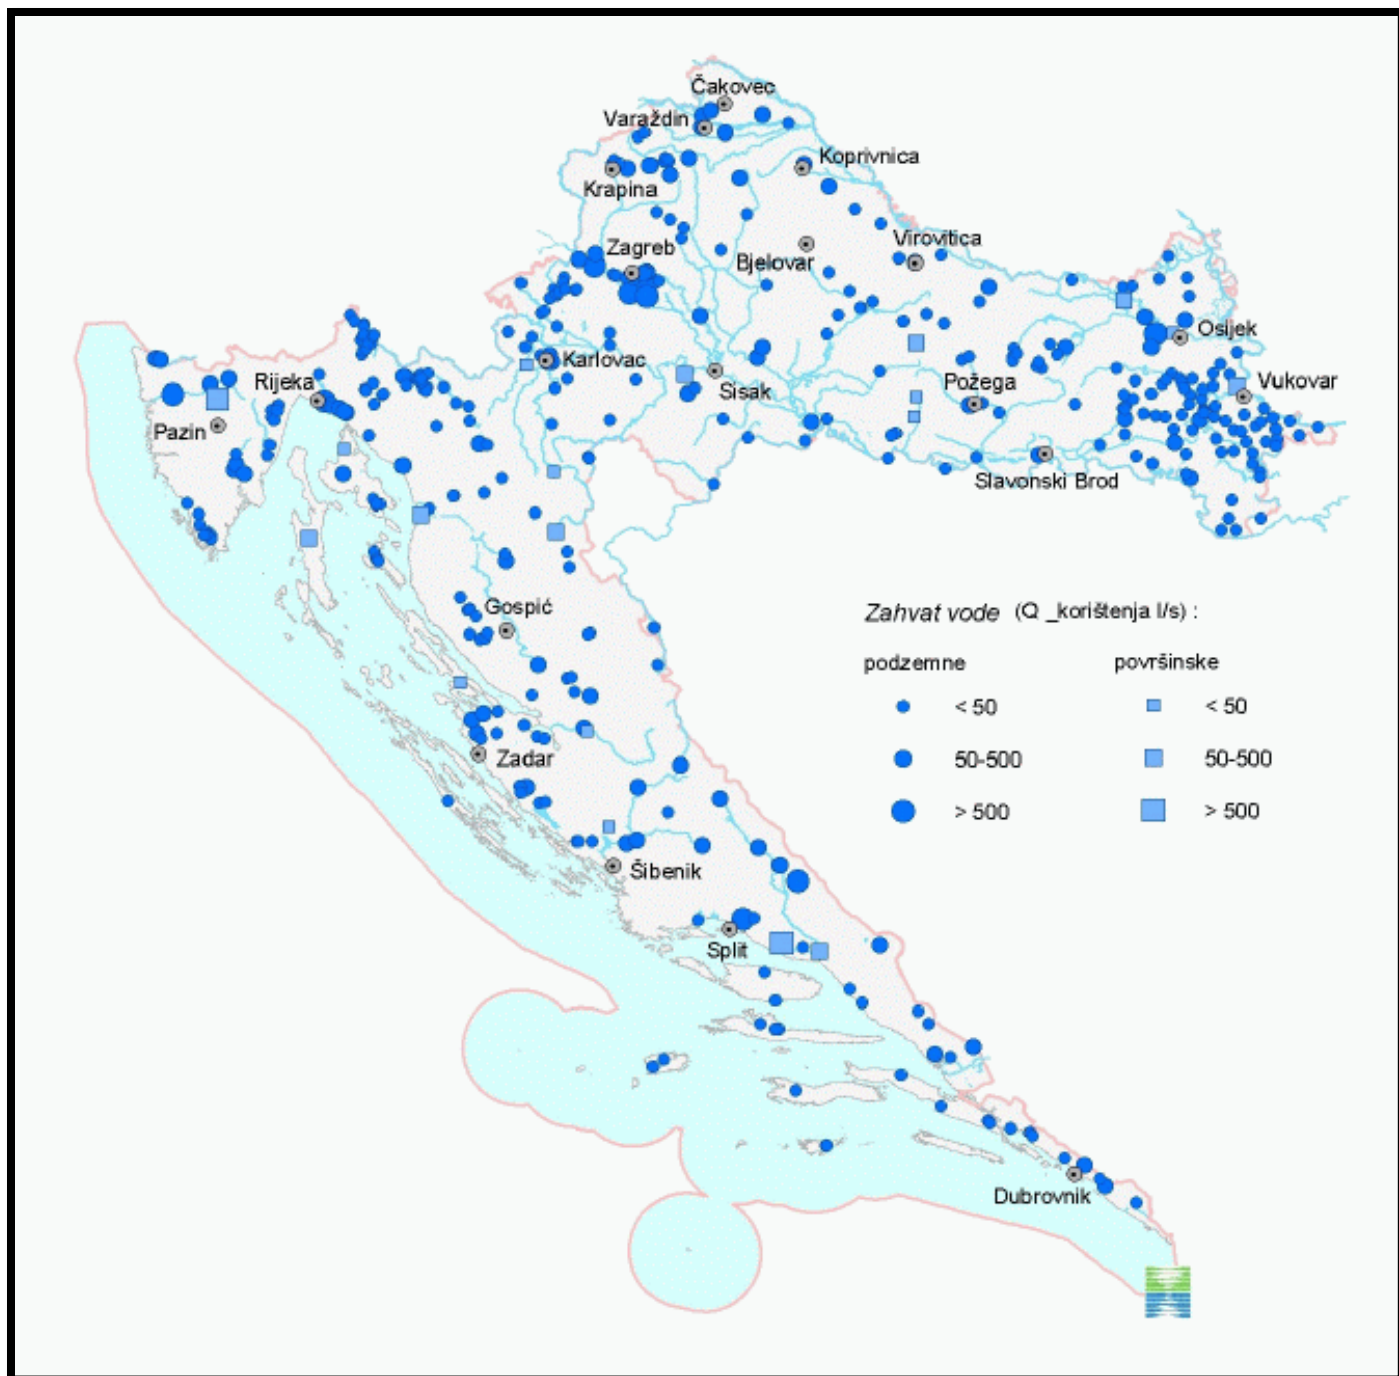 Čakovec
Varaždin
Koprivnica
Krapina
Virovitica
Zagreb
Bjelovar
Osijek
Karlovac
Rijeka
Sisak
Požega
Vukovar
Pazin
Slavonski Brod
Gospić
Zahvat vode (Q _korištenja l/s) :
podzemne površinske
< 50 < 50
Zadar
50-500 50-500
> 500 > 500
Šibenik
Split
Dubrovnik